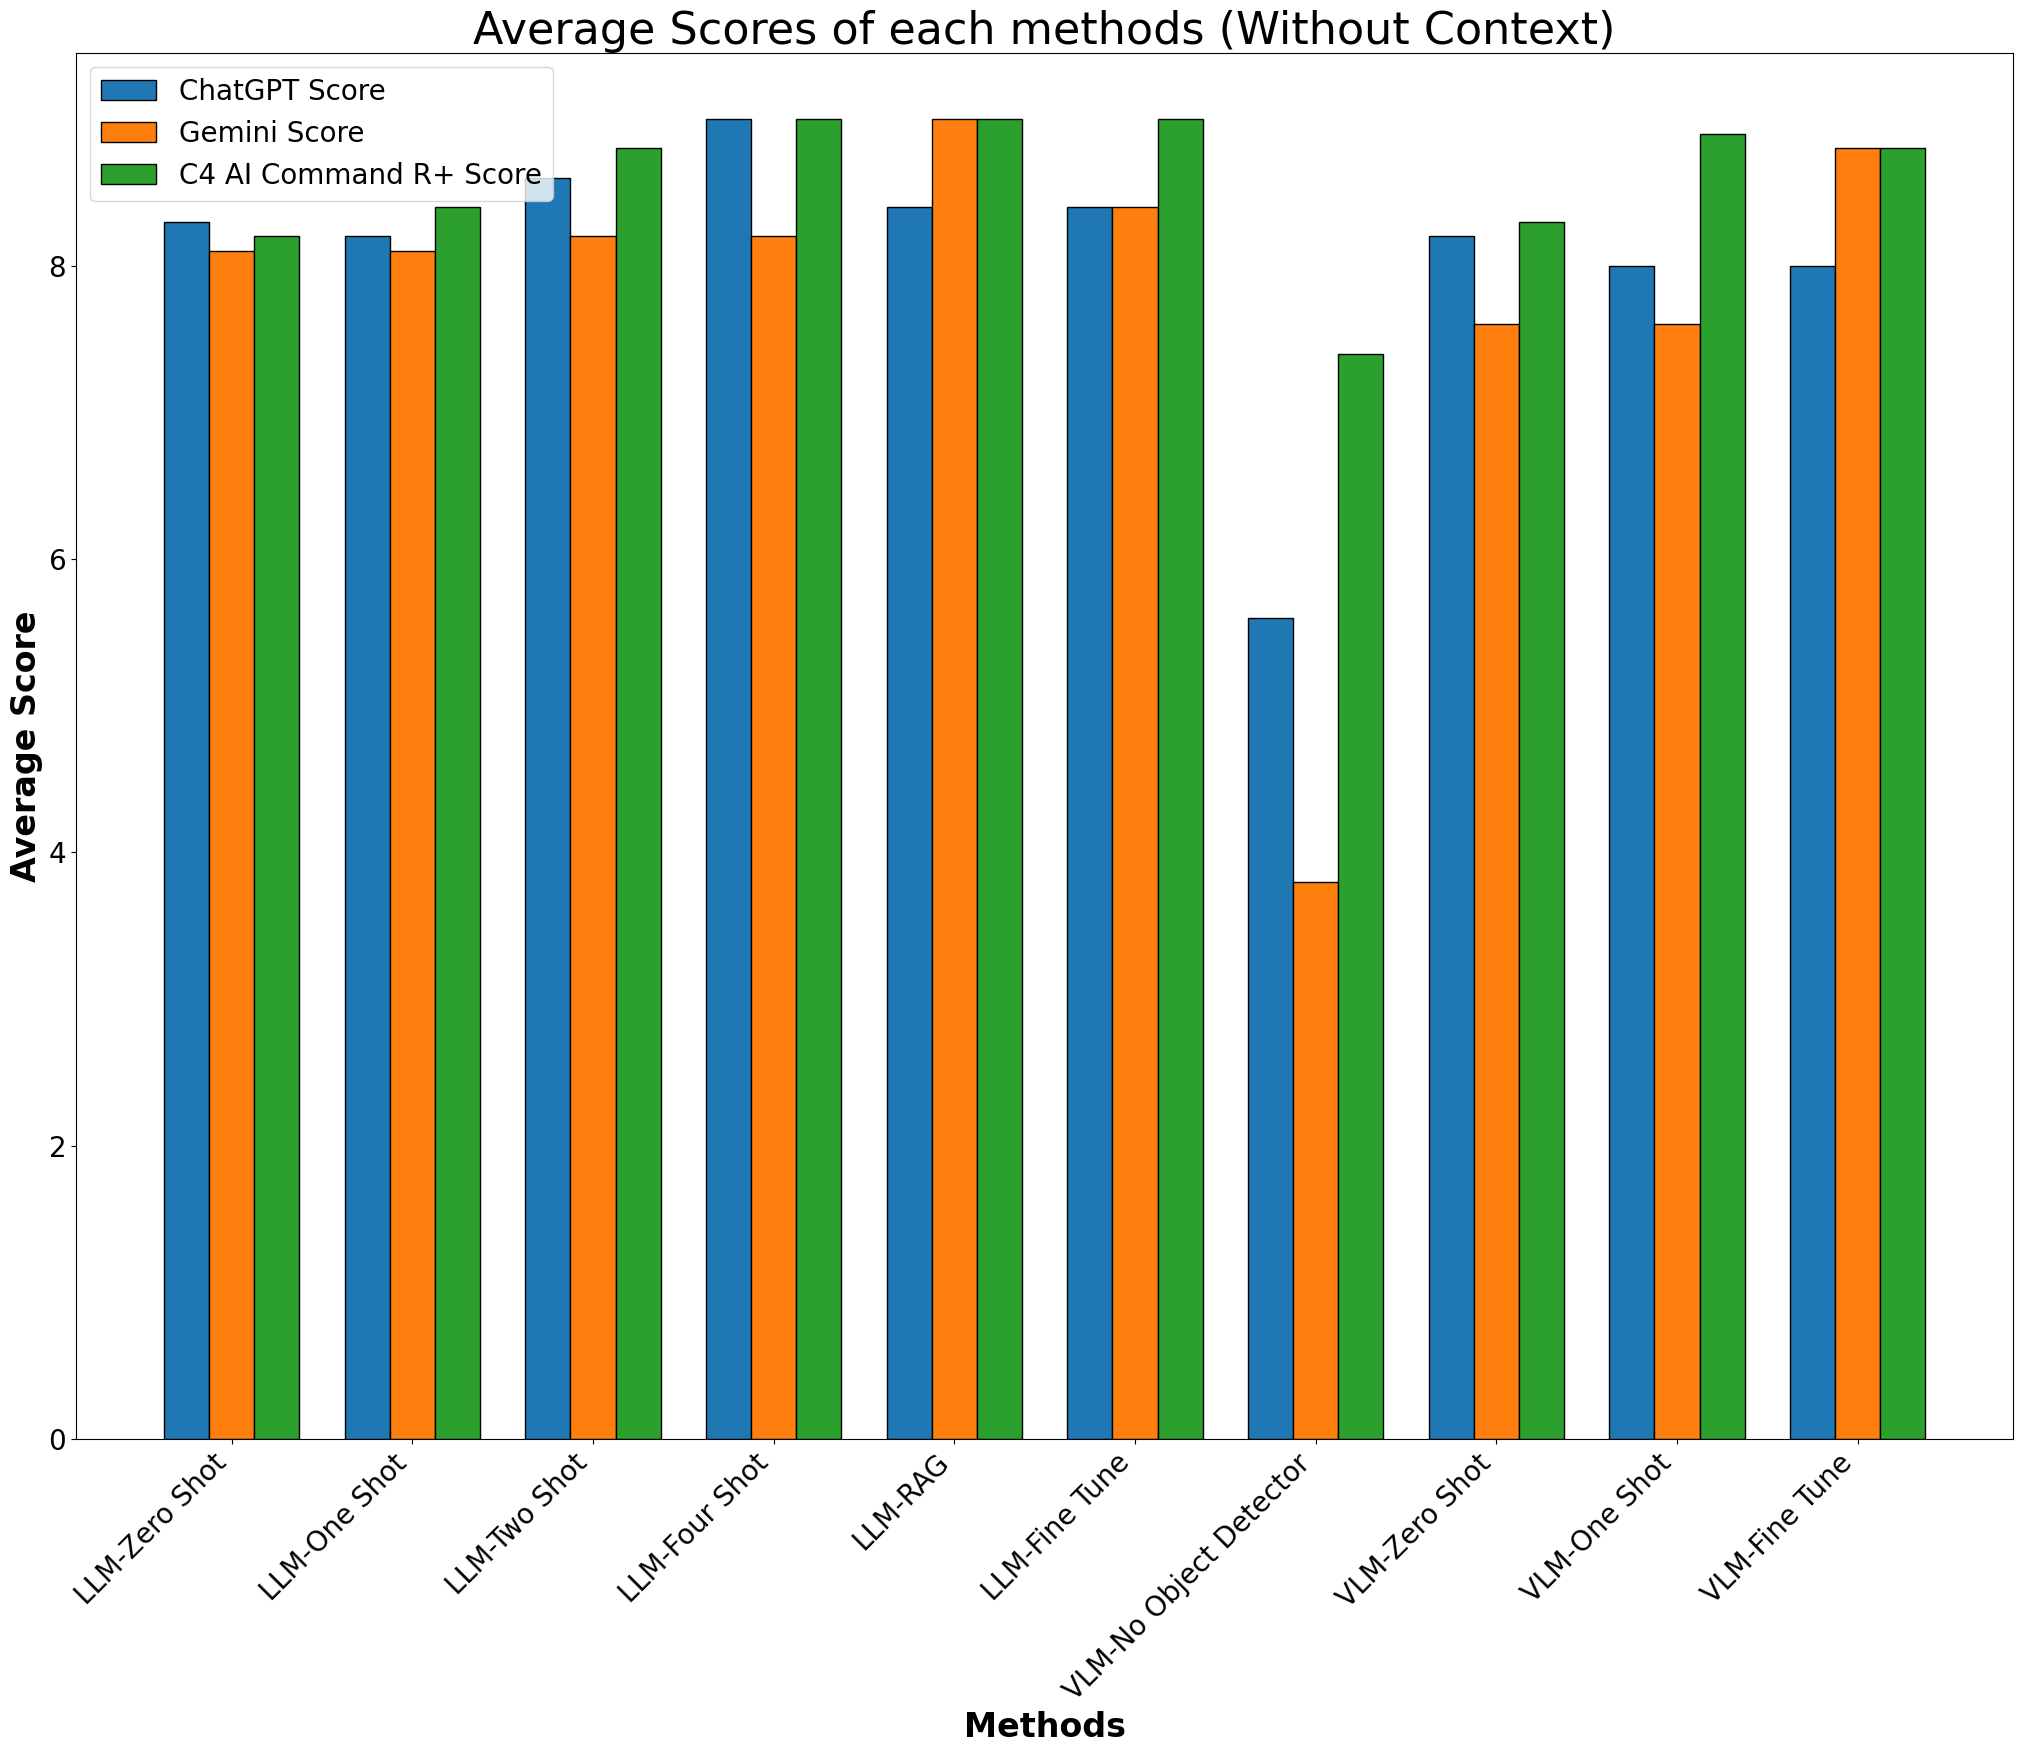 Average Scores of each methods (Without Context)
ChatGPT Score
Gemini Score
C4 AI Command R+ Score
8
6
4
2
0
Average Score
LLM-Zero Shot
LLM-One Shot
LLM-Two Shot
LLM-Four Shot
LLM-RAG
LLM-Fine Tune
VLM-No Object Detector
VLM-Zero Shot
VLM-One Shot
VLM-Fine Tune
Methods